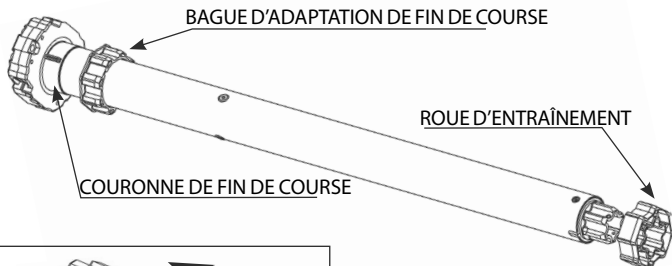 BAGUE D'ADAPTATION DE FIN DE COURSE
ROUE D'ENTRAÎNEMENT
COURONNE DE FIN DE COURSE